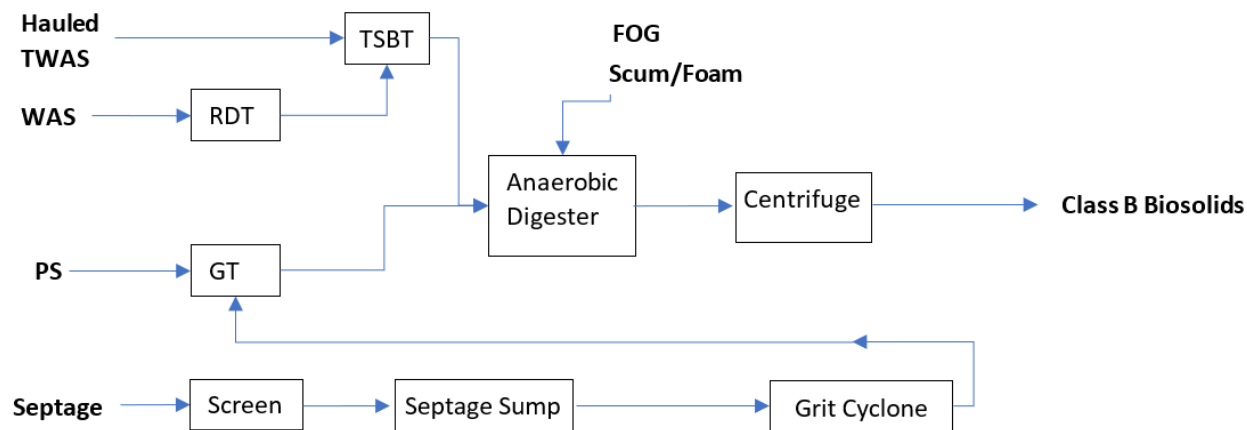 Hauled
TWAS
TSBT
FOG
Scum/Foam
WAS
RDT
Anaerobic
Digester
Centrifuge
Class B Biosolids
PS
GT
Septage
Screen
Septage Sump
Grit Cyclone